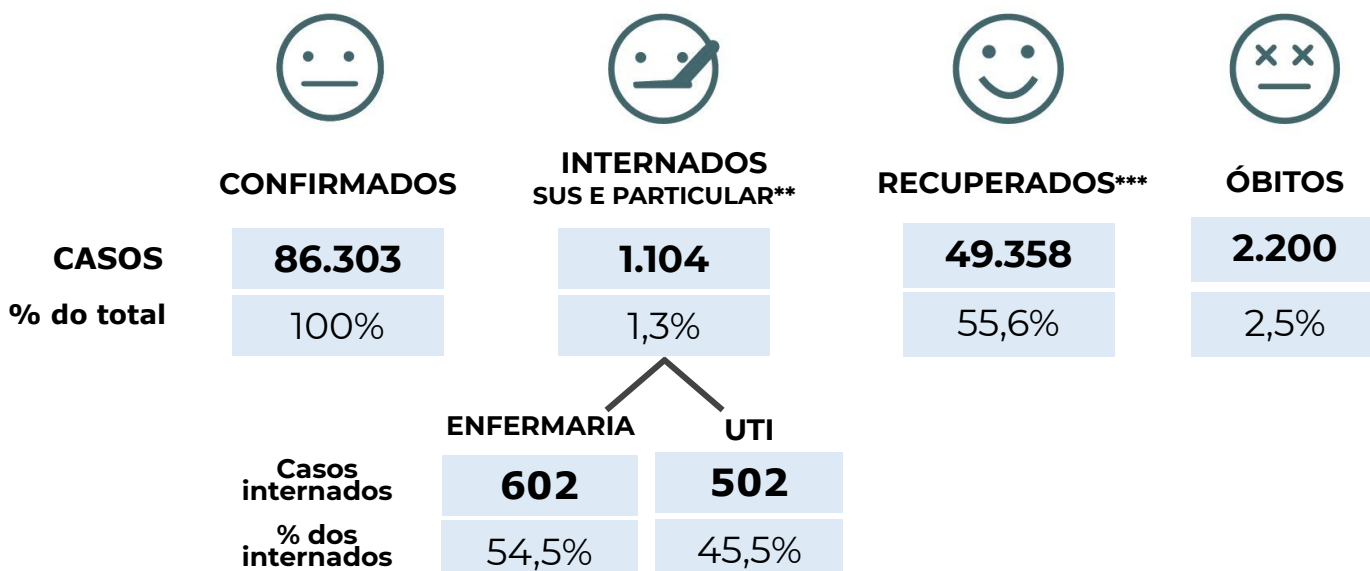 CONFIRMADOS
INTERNADOS
SUS E PARTICULAR**
RECUPERADOS***
ÓBITOS
CASOS
86.303
1.104
49.358
2.200
% do total
100%
1,3%
55,6%
2,5%
ENFERMARIA
UTI
Casos
internados
602
502
% dos
internados
54,5%
45,5%